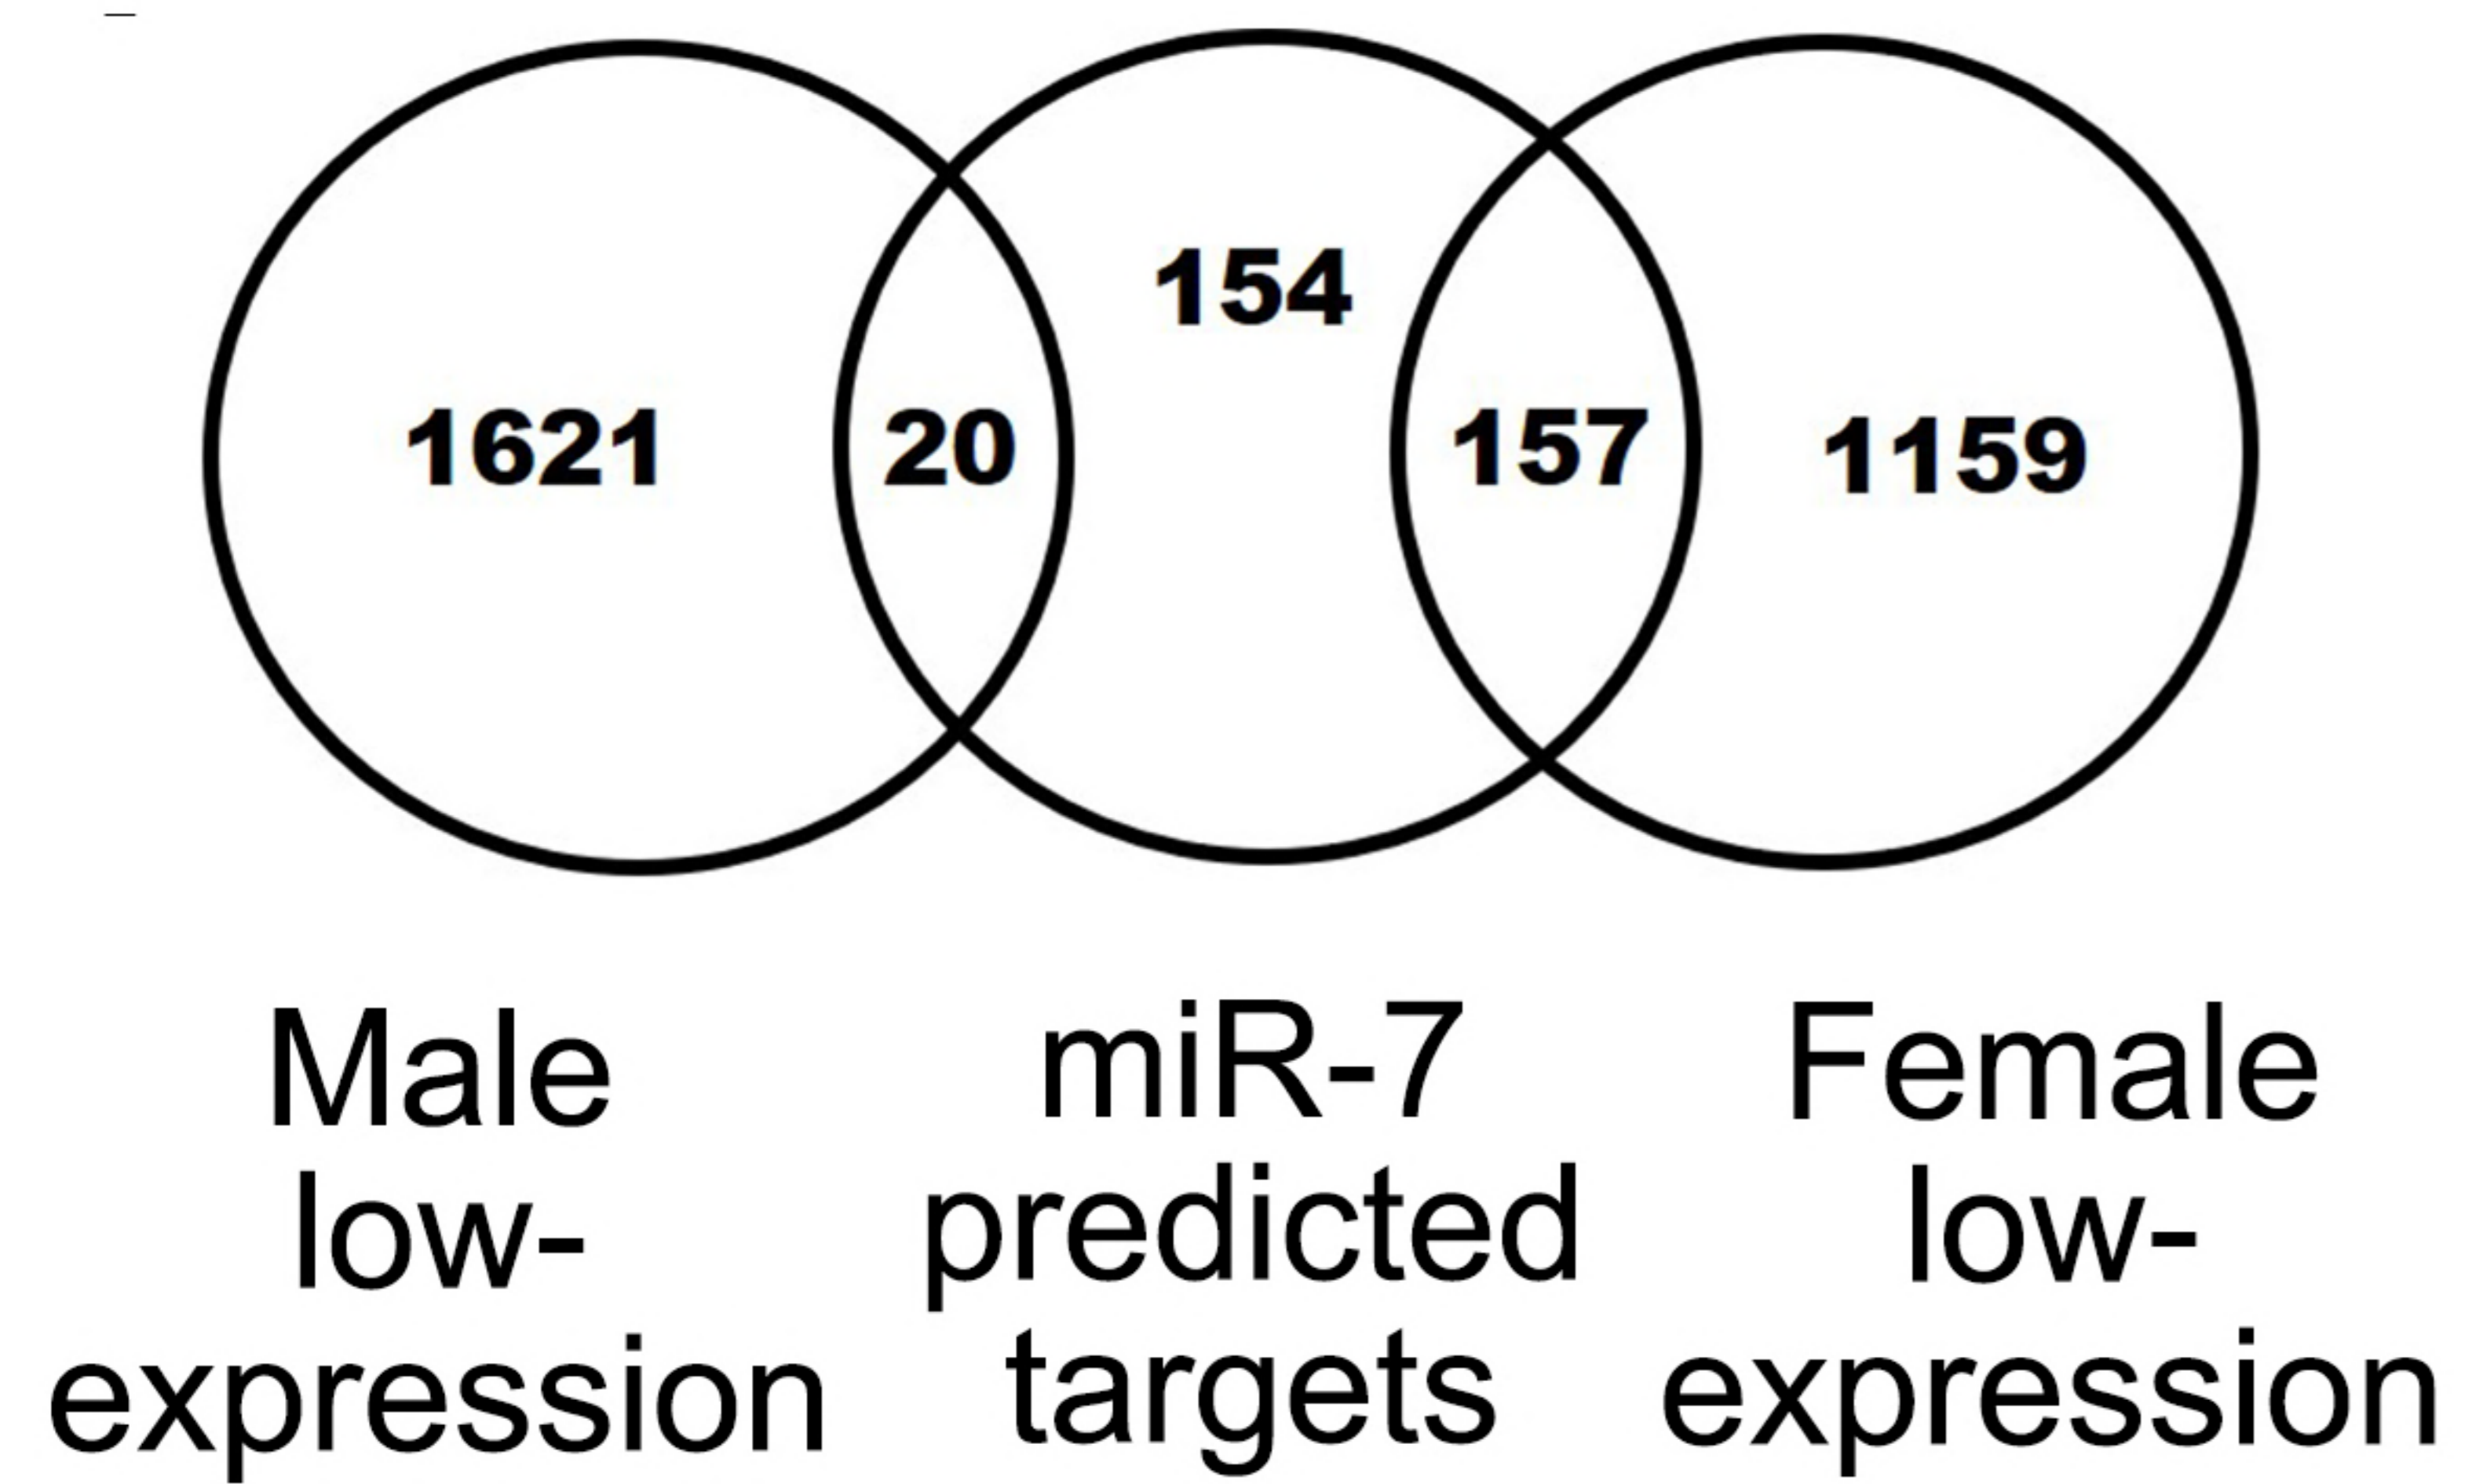 154
1621 20 157 1159
Male
low-
expression
miR-7
predicted
targets
Female
low-
expression